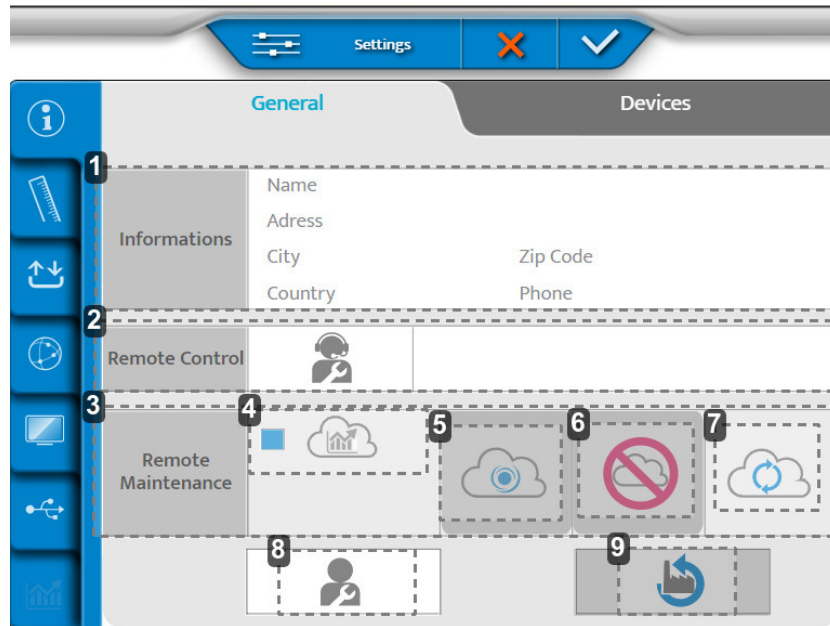 Settings
General
Devices
1
Informations
Name
Adress
City
Zip Code
Country
Phone
2
Remote Control
3
Remote
Maintenance
4
5
6
7
8
9